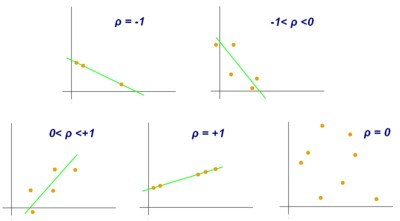 ρ = -1
-1< ρ <0
0< ρ <+1
ρ = +1
ρ = 0